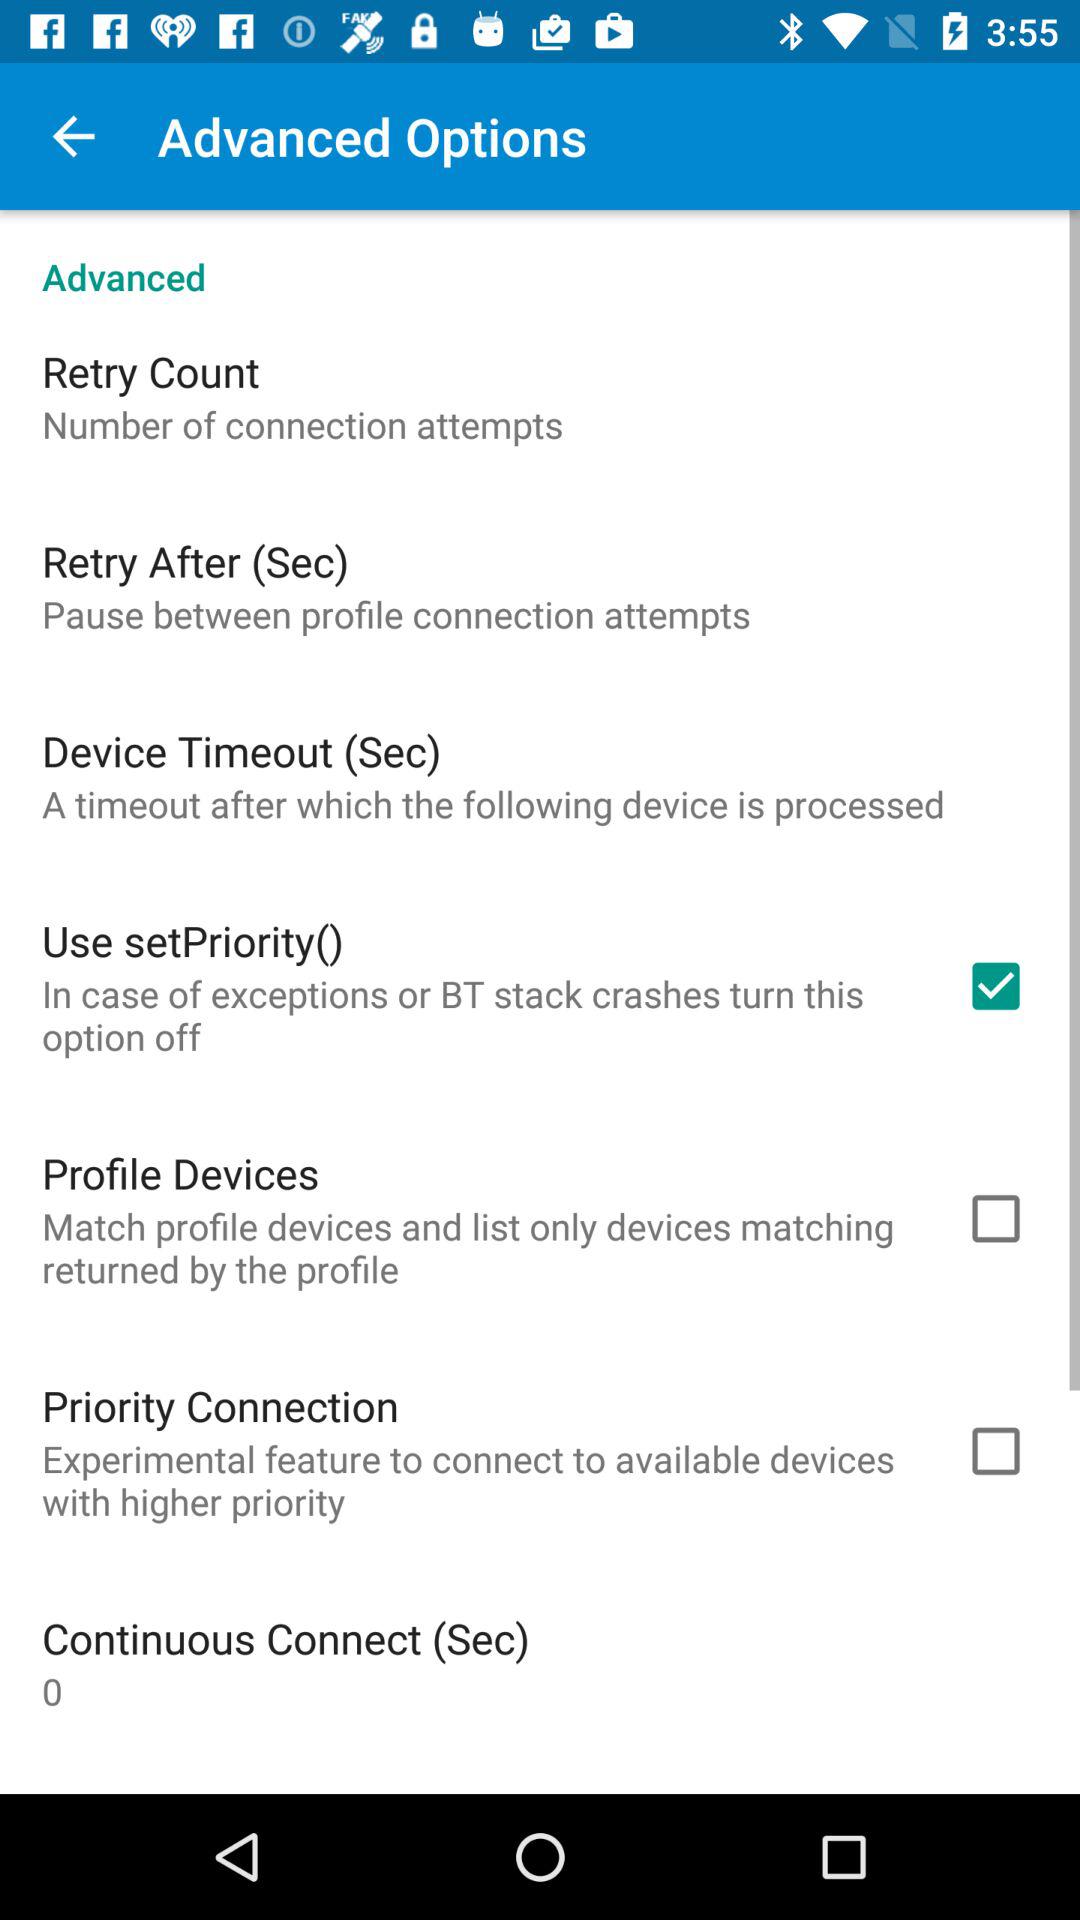 FAKE
3:55
Advanced Options
Advanced
Retry Count
Number of connection attempts
Retry After (Sec)
Pause between profile connection attempts
Device Timeout (Sec)
A timeout after which the following device is processed
Use setPriority()
In case of exceptions or BT stack crashes turn this
option off
Profile Devices
Match profile devices and list only devices matching
returned by the profile
Priority Connection
Experimental feature to connect to available devices
with higher priority
Continuous Connect (Sec)
0